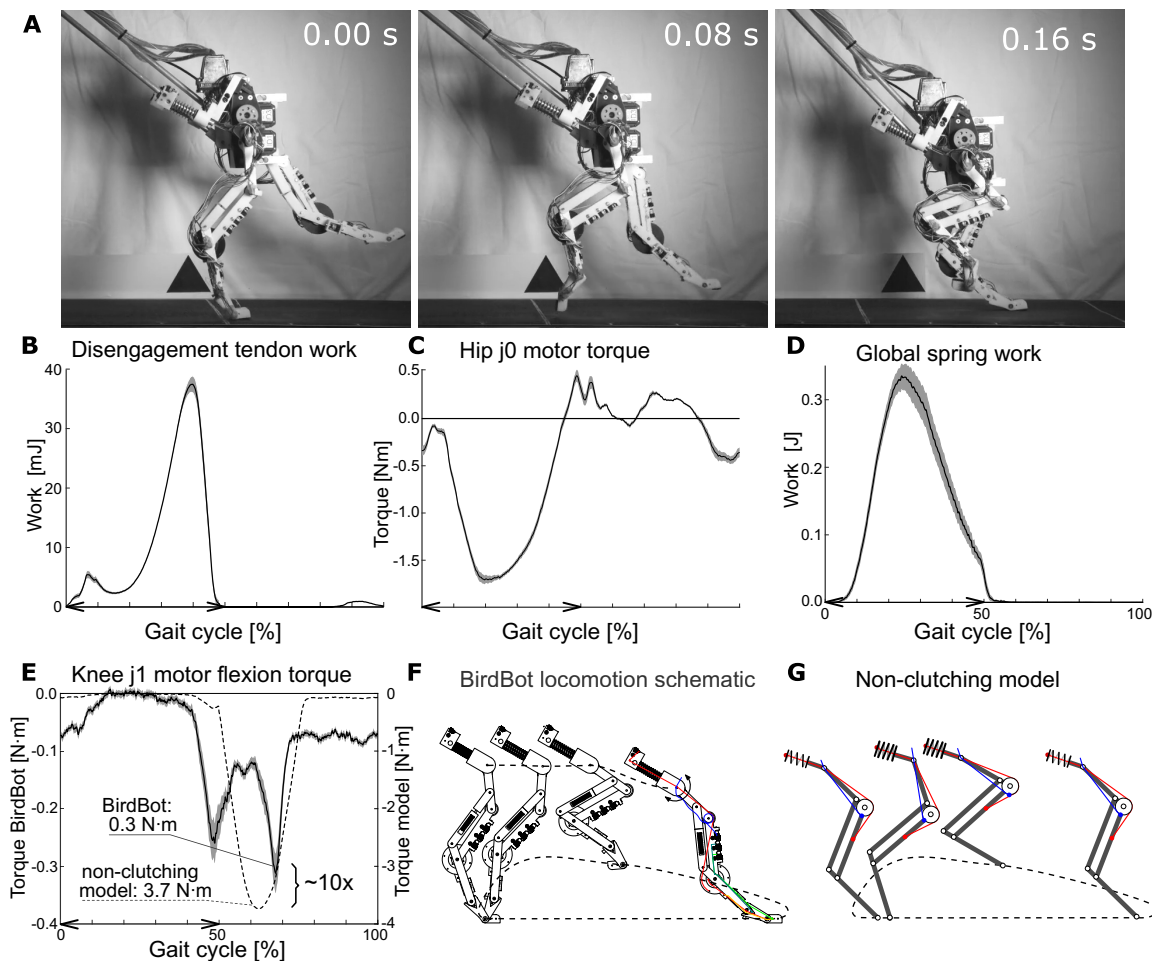 A
0.00 s
0.08 s
0.16 s
B Disengagement tendon work
40
30
20
10
0
Work [mJ]
Gait cycle [%]
C Hip j0 motor torque
0.5
0.0
-0.5
-1.5
Torque [Nm]
Gait cycle [%]
D Global spring work
0.3
0.2
0.1
0.0
Work [J]
0 50 100
Gait cycle [%]
E Knee j1 motor flexion torque
0.0
-0.1
-0.2
-0.3
-0.4
Torque BirdBot [N·m]
0
-1
-2
-3
-4
Torque model [N·m]
BirdBot:
0.3 N·m
non-clutching
model: 3.7 N·m
~10x
0 50 100
Gait cycle [%]
F BirdBot locomotion schematic
G Non-clutching model